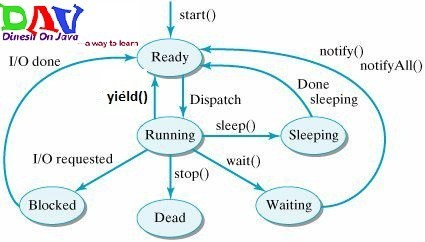 DAV
Dinesh On Java
— a way to learn
start()
I/O done
Ready
notify()
notifyAll()
yield()
Dispatch
Done
sleeping
Running
sleep()
Sleeping
I/O requested
stop()
wait()
Blocked
Dead
Waiting